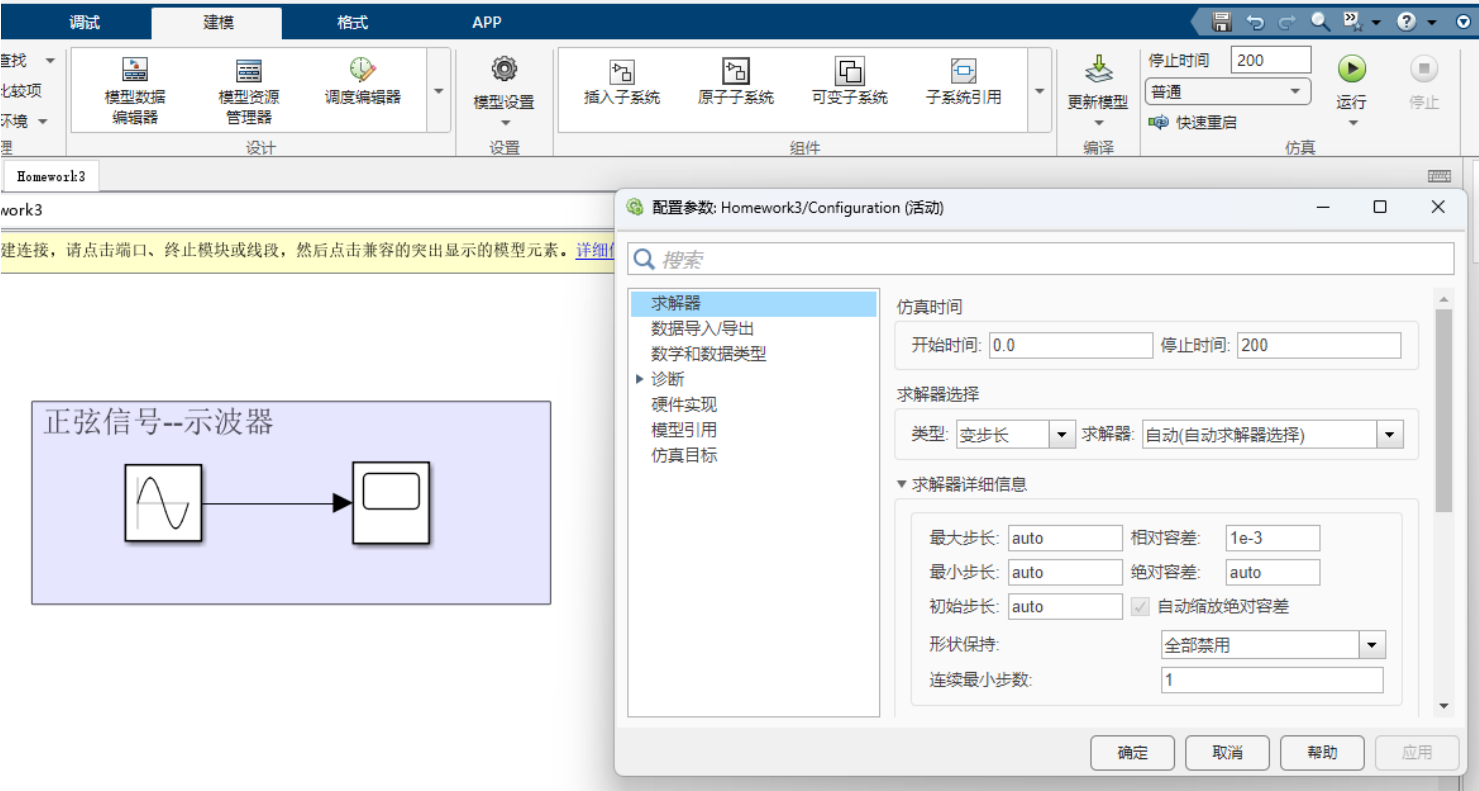 调试 建模 格式 APP
查找 停止时间 200
比较项 模型数据编辑器 模型资源管理器 调度编辑器 模型设置 插入子系统 原子子系统 可变子系统 子系统引用 更新模型 普通 运行 停止
环境 快速重启
理 设计 设置 组件 编译 仿真
Homework3
work3
建连接，请点击端口、终止模块或线段，然后点击兼容的突出显示的模型元素。详细
正弦信号--示波器
配置参数: Homework3/Configuration (活动)
搜索
求解器
数据导入/导出
数学和数据类型
诊断
硬件实现
模型引用
仿真目标
仿真时间
开始时间: 0.0 停止时间: 200
求解器选择
类型: 变步长 求解器: 自动(自动求解器选择)
求解器详细信息
最大步长: auto 相对容差: 1e-3
最小步长: auto 绝对容差: auto
初始步长: auto 自动缩放绝对容差
形状保持: 全部禁用
连续最小步数: 1
确定 取消 帮助 应用